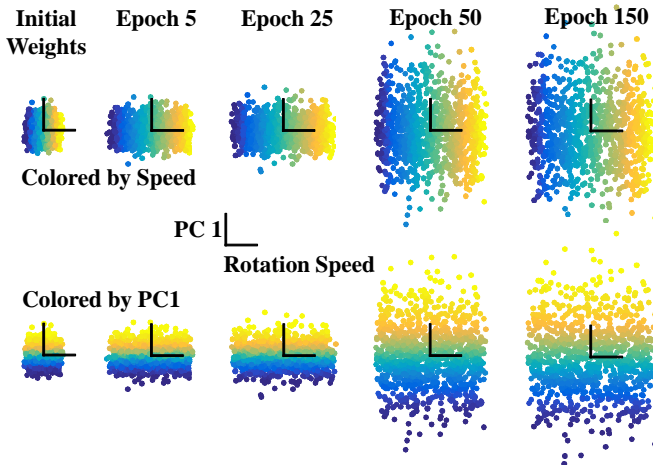 Initial
Weights
Epoch 5
Epoch 25
Epoch 50
Epoch 150
Colored by Speed
PC 1
Rotation Speed
Colored by PC1